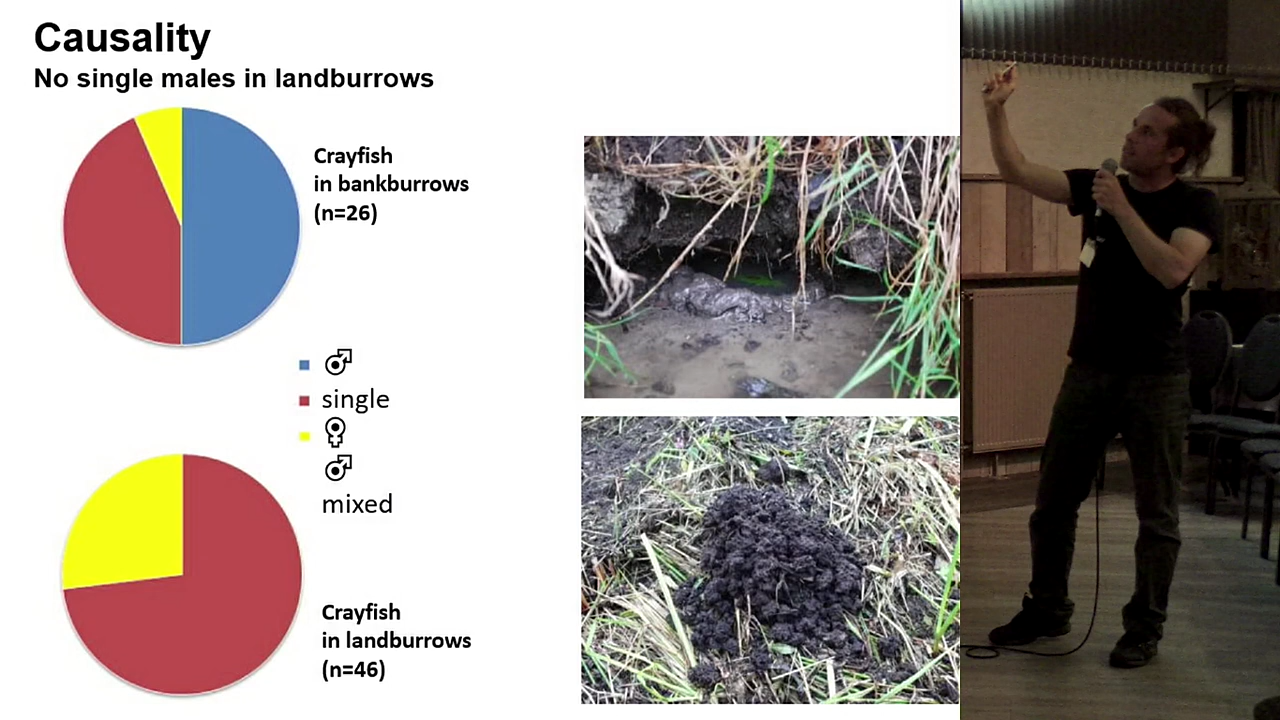 Causality
No single males in landburrows
Crayfish
in bankburrows
(n=26)
♂
single
♀
♂
mixed
Crayfish
in landburrows
(n=46)